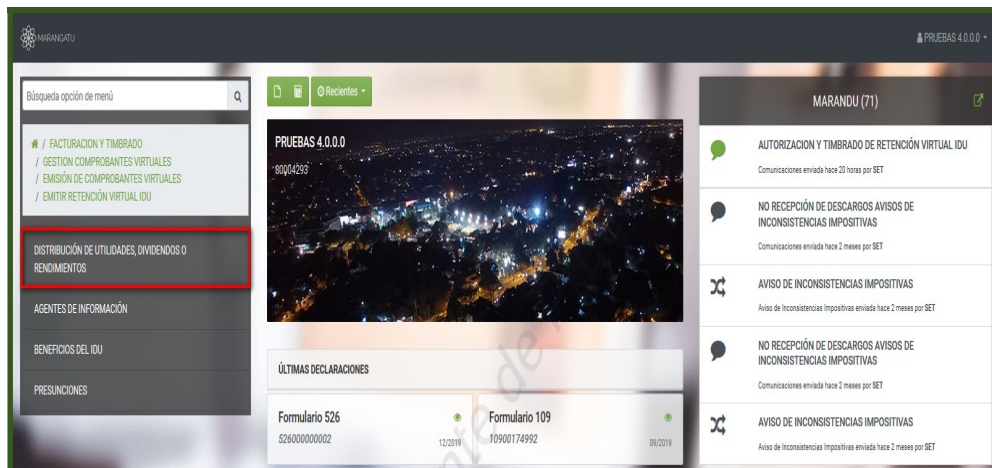 MARANGATU
PRUEBAS 4.0.0.0
Búsqueda opción de menú
/ FACTURACION Y TIMBRADO
/ GESTION COMPROBANTES VIRTUALES
/ EMISIÓN DE COMPROBANTES VIRTUALES
/ EMITIR RETENCIÓN VIRTUAL IDU
DISTRIBUCIÓN DE UTILIDADES, DIVIDENDOS O
RENDIMIENTOS
AGENTES DE INFORMACIÓN
BENEFICIOS DEL IDU
PRESUNCIONES
Recientes
PRUEBAS 4.0.0.0
80004293
ÚLTIMAS DECLARACIONES
Formulario 526
526000000002
12/2019
Formulario 109
10900174992
09/2019
MARANDU (71)
AUTORIZACION Y TIMBRADO DE RETENCIÓN VIRTUAL IDU
Comunicaciones enviada hace 20 horas por SET
NO RECEPCIÓN DE DESCARGOS AVISOS DE
INCONSISTENCIAS IMPOSITIVAS
Comunicaciones enviada hace 2 meses por SET
AVISO DE INCONSISTENCIAS IMPOSITIVAS
Aviso de Inconsistencias Impositivas enviada hace 2 meses por SET
NO RECEPCIÓN DE DESCARGOS AVISOS DE
INCONSISTENCIAS IMPOSITIVAS
Comunicaciones enviada hace 2 meses por SET
AVISO DE INCONSISTENCIAS IMPOSITIVAS
Aviso de Inconsistencias Impositivas enviada hace 2 meses por SET